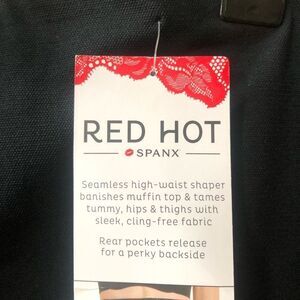 RED HOT
SPANX
Seamless high-waist shaper
banishes muffin top & tames
tummy, hips & thighs with
sleek, cling-free fabric
Rear pockets release
for a perky backside